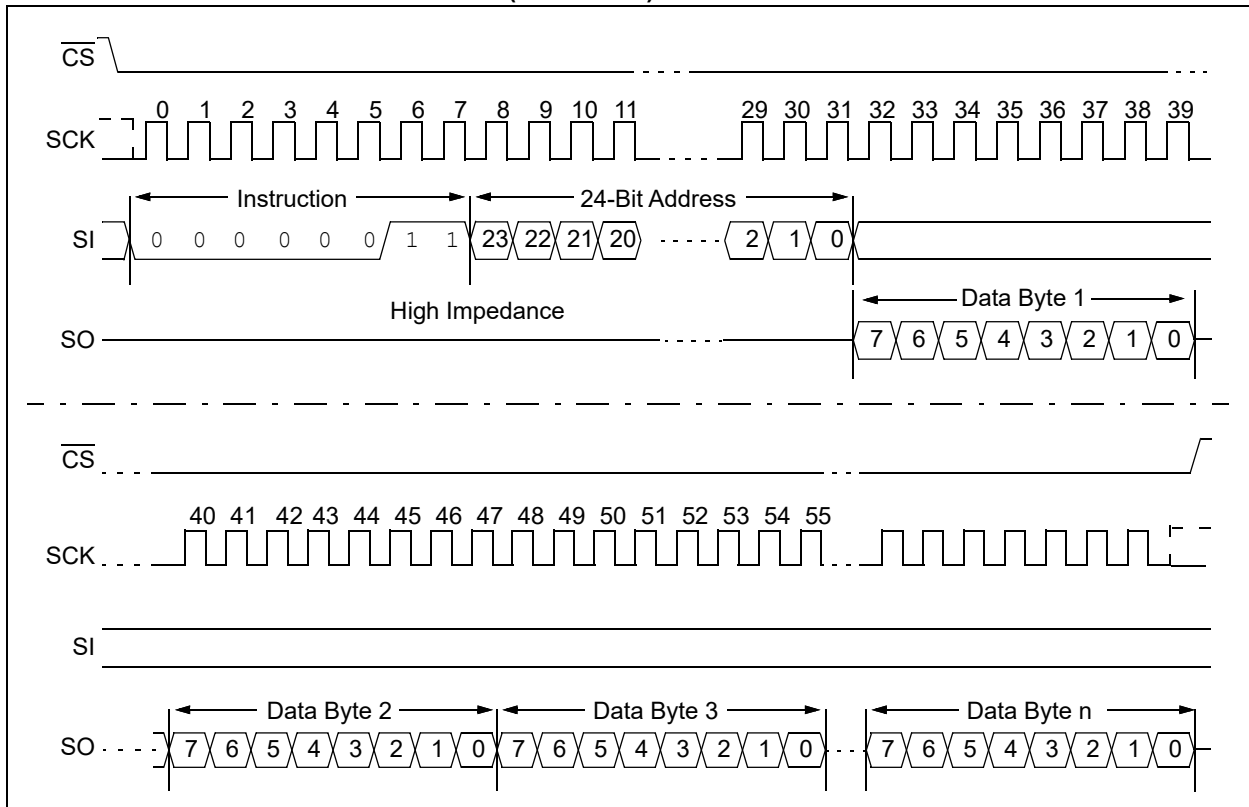 CS
0 1 2 3 4 5 6 7 8 9 10 11 29 30 31 32 33 34 35 36 37 38 39
SCK
Instruction 24-Bit Address
SI 0 0 0 0 0 0 1 1 23 22 21 20 2 1 0
Data Byte 1
High Impedance
SO 7 6 5 4 3 2 1 0
CS
40 41 42 43 44 45 46 47 48 49 50 51 52 53 54 55
SCK
SI
Data Byte 2 Data Byte 3 Data Byte n
SO 7 6 5 4 3 2 1 0 7 6 5 4 3 2 1 0 7 6 5 4 3 2 1 0